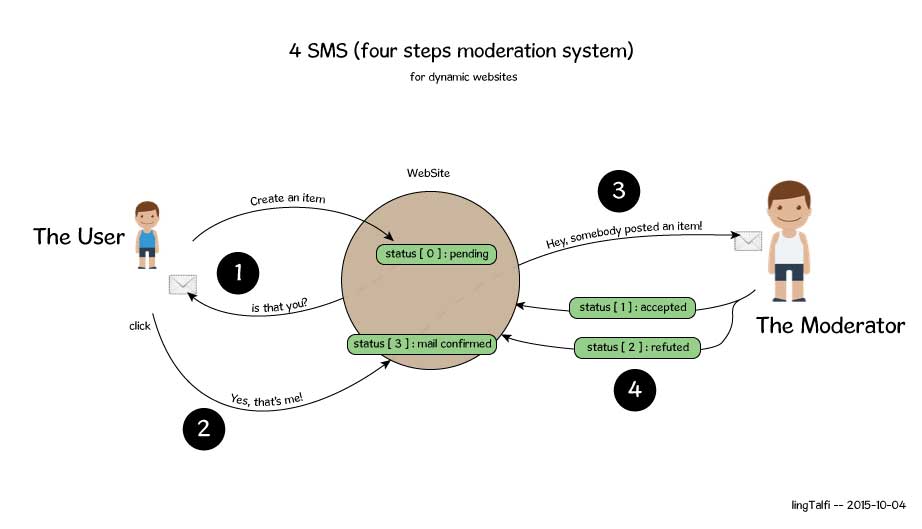 4 SMS (four steps moderation system)
for dynamic websites
WebSite
3
Create an item
The User
Hey, somebody posted an item!
status [ 0 ] : pending
1
is that you?
status [ 1 ] : accepted
click
The Moderator
status [ 3 ] : mail confirmed
status [ 2 ] : refuted
4
Yes, that's me!
2
lingTalfi -- 2015-10-04